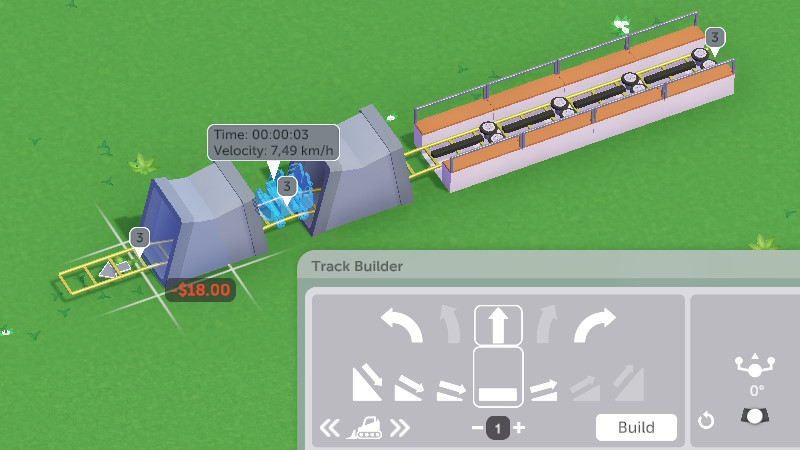 3
Time: 00:00:03
Velocity: 7,49 km/h
3
3
-$18.00
Track Builder
0°
1
Build